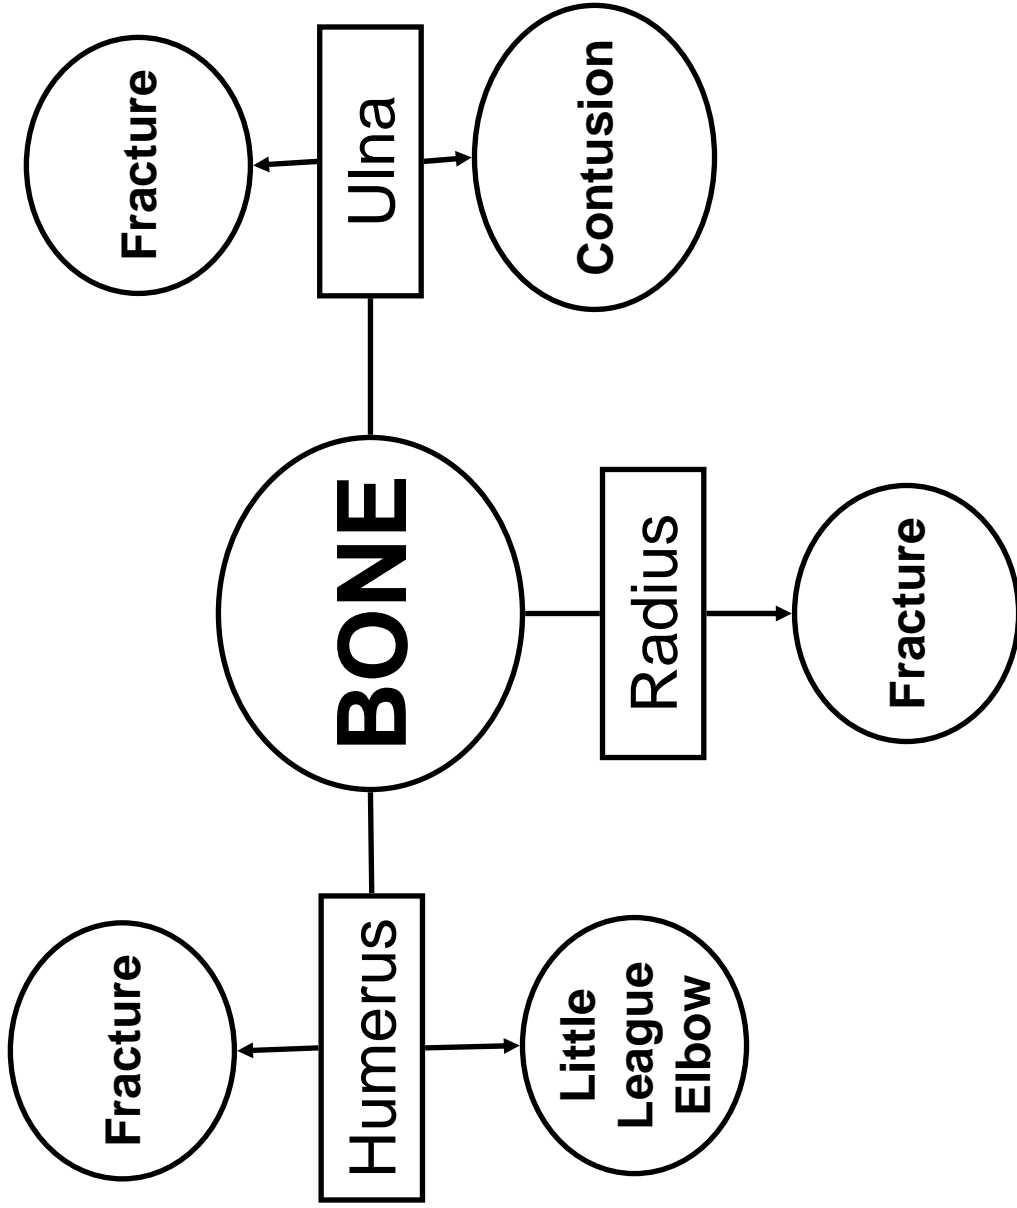 Fracture
Fracture
Humerus
BONE
Ulna
Little
League
Elbow
Radius
Contusion
Fracture